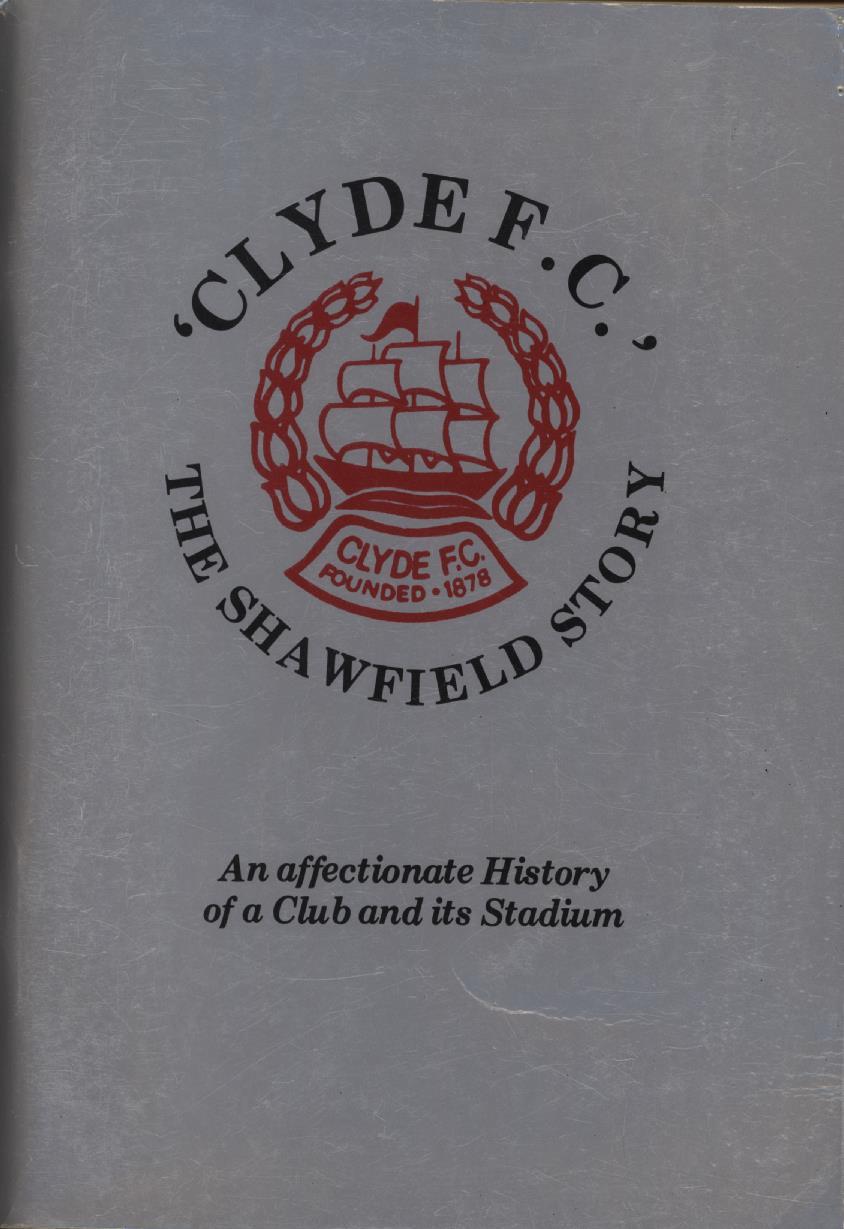 ‘CLYDE F.C.’
CLYDE F.C.
FOUNDED • 1878
THE SHAWFIELD STORY
An affectionate History
of a Club and its Stadium